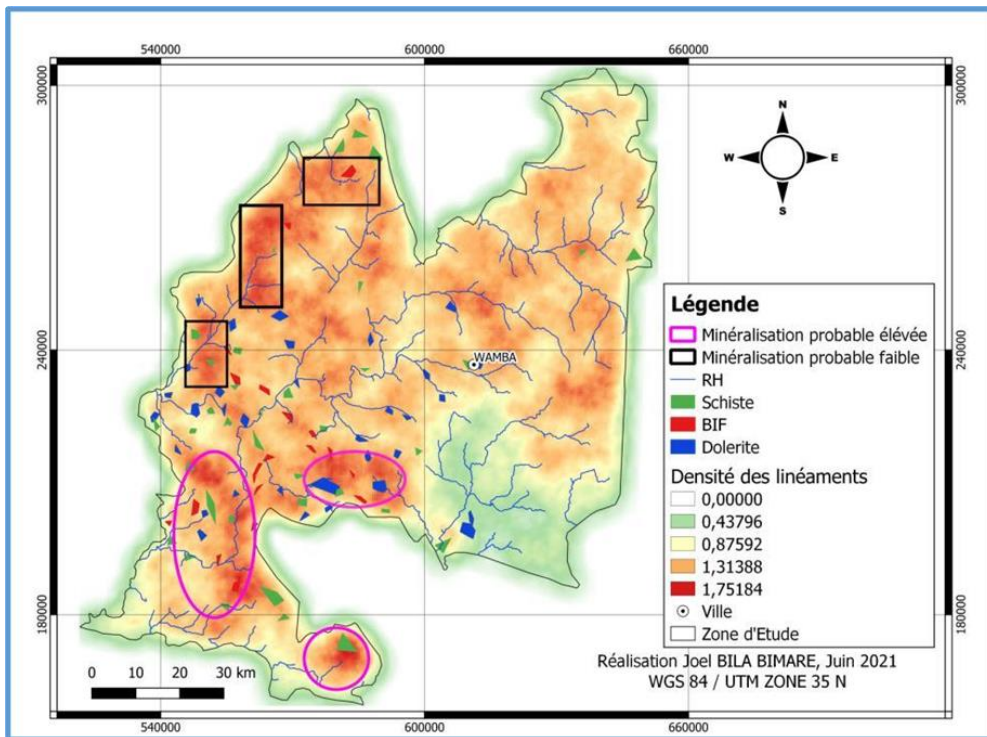 540000
600000
660000
300000
300000
N
W
E
S
Légende
Minéralisation probable élévée
Minéralisation probable faible
240000
WAMBA
240000
RH
Schiste
BIF
Dolerite
Densité des linéaments
0,00000
0,43796
0,87592
1,31388
1,75184
Ville
Zone d'Etude
180000
180000
0 10 20 30 km
Réalisation Joel BILA BIMARE, Juin 2021
WGS 84 / UTM ZONE 35 N
540000
600000
660000